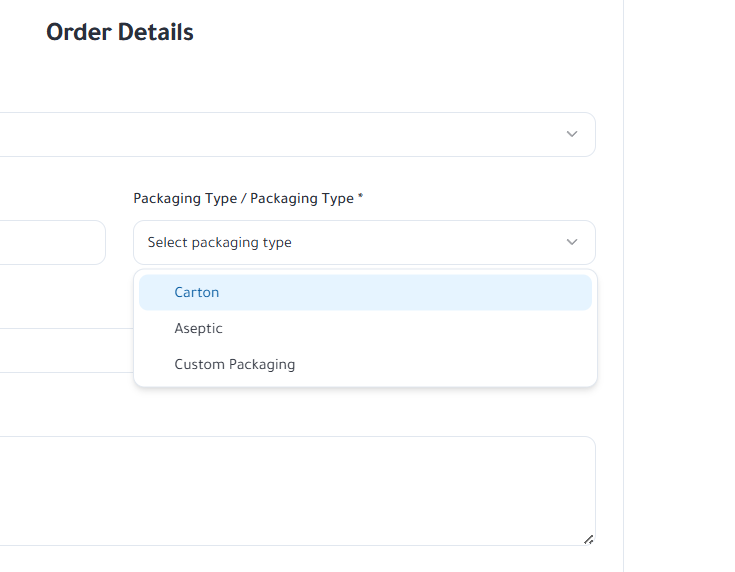 Order Details
Packaging Type / Packaging Type *
Select packaging type
Carton
Aseptic
Custom Packaging